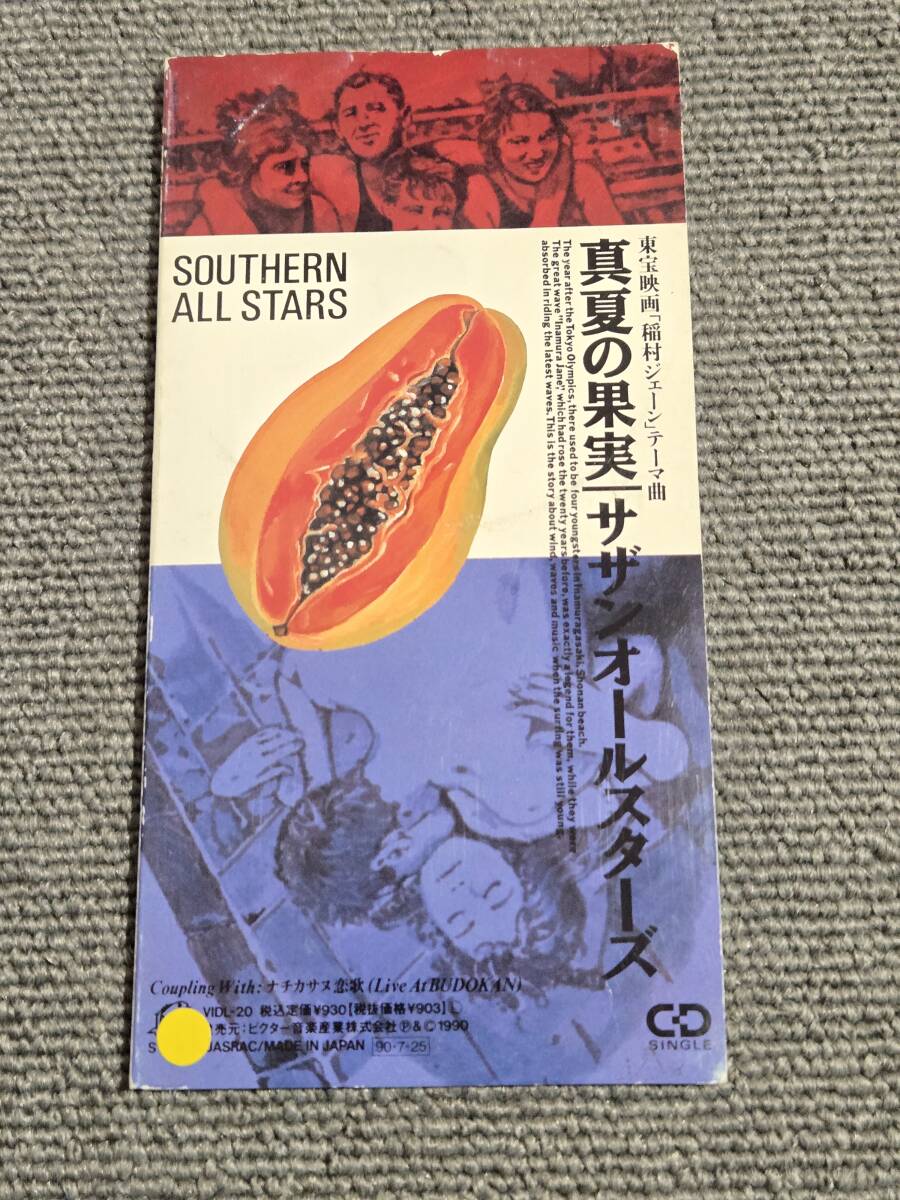 SOUTHERN
ALL STARS
東宝映画「稲村ジェーン」テーマ曲
真夏の果実|サザンオールスターズ
The year after the Tokyo Olympics, there used to be four youngsters in Inamuragasaki, Shonan beach.
The great wave "Inamura Jane", which had rose the twenty years before, was exactly a legend for them, while they were
absorbed in riding the latest waves. This is the story about wind, waves and music when the surfing was still young.
Coupling With: ナチカサヌ恋歌 (Live At BUDOKAN)
VIDL-20 税込定価¥930【税抜価格¥903】Ⓛ
売元:ビクター音楽産業株式会社 Ⓟ&©1990
JASRAC/MADE IN JAPAN 90・7・25
CD
SINGLE